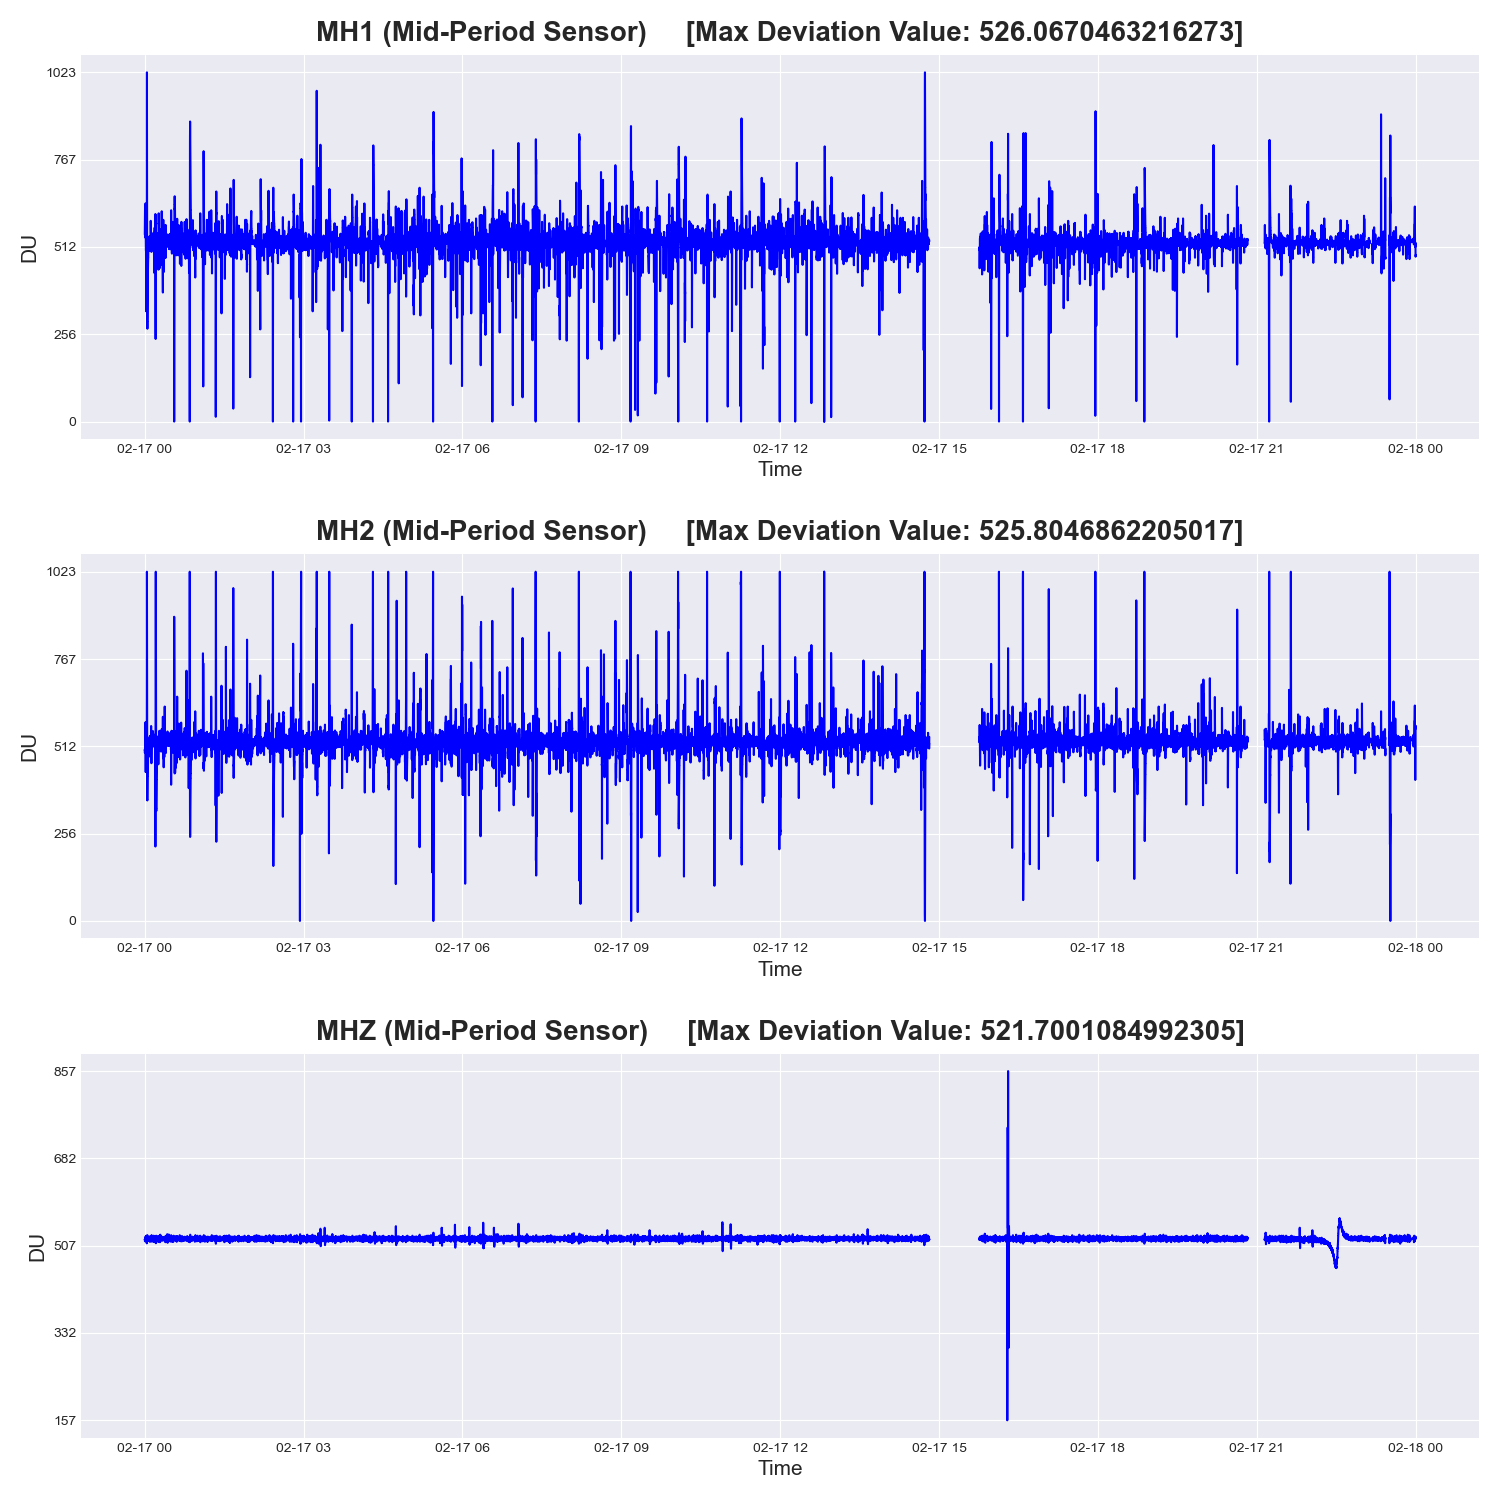 MH1 (Mid-Period Sensor) [Max Deviation Value: 526.0670463216273]
1023
767
512
256
0
DU
02-17 00 02-17 03 02-17 06 02-17 09 02-17 12 02-17 15 02-17 18 02-17 21 02-18 00
Time
MH2 (Mid-Period Sensor) [Max Deviation Value: 525.8046862205017]
1023
767
512
256
0
DU
02-17 00 02-17 03 02-17 06 02-17 09 02-17 12 02-17 15 02-17 18 02-17 21 02-18 00
Time
MHZ (Mid-Period Sensor) [Max Deviation Value: 521.7001084992305]
857
682
507
332
157
DU
02-17 00 02-17 03 02-17 06 02-17 09 02-17 12 02-17 15 02-17 18 02-17 21 02-18 00
Time